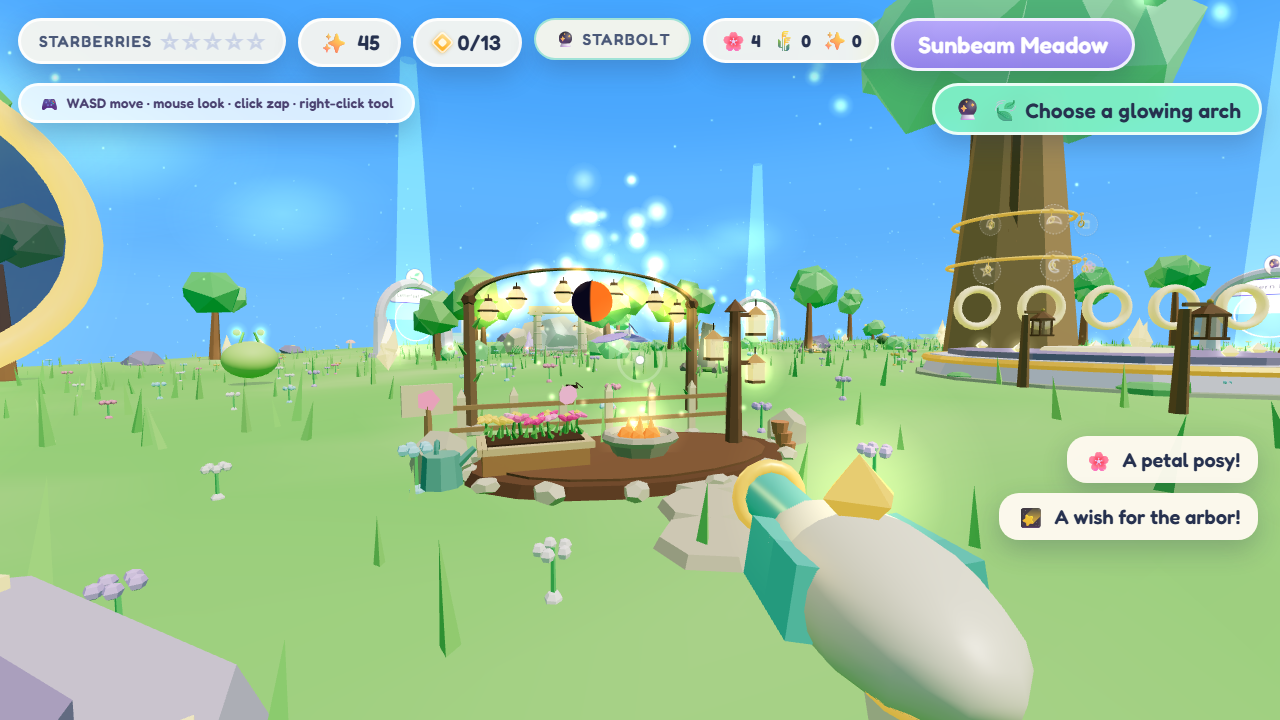 STARBERRIES
45
0/13
STARBOLT
4 0 0
Sunbeam Meadow
WASD move · mouse look · click zap · right-click tool
Choose a glowing arch
A petal posy!
A wish for the arbor!